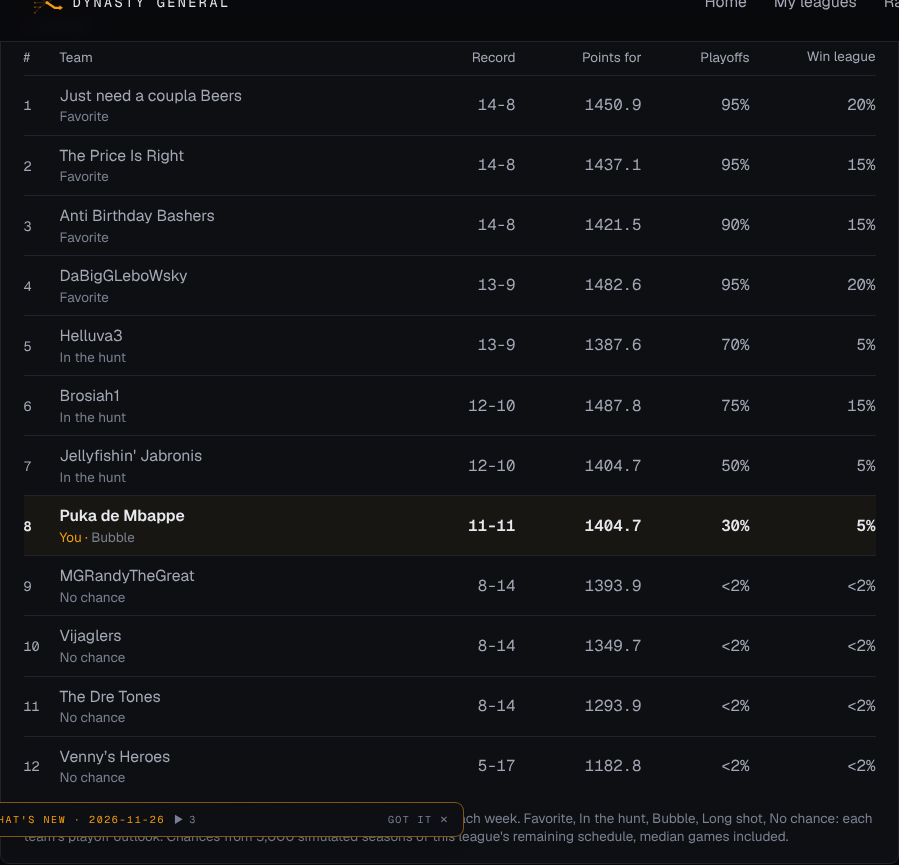 DYNASTY GENERAL
Home My leagues
# Team Record Points for Playoffs Win league
1 Just need a coupla Beers 14-8 1450.9 95% 20%
Favorite
2 The Price Is Right 14-8 1437.1 95% 15%
Favorite
3 Anti Birthday Bashers 14-8 1421.5 90% 15%
Favorite
4 DaBigGLeboWsky 13-9 1482.6 95% 20%
Favorite
5 Helluva3 13-9 1387.6 70% 5%
In the hunt
6 Brosiah1 12-10 1487.8 75% 15%
In the hunt
7 Jellyfishin' Jabronis 12-10 1404.7 50% 5%
In the hunt
8 Puka de Mbappe 11-11 1404.7 30% 5%
You · Bubble
9 MGRandyTheGreat 8-14 1393.9 <2% <2%
No chance
10 Vijaglers 8-14 1349.7 <2% <2%
No chance
11 The Dre Tones 8-14 1293.9 <2% <2%
No chance
12 Venny's Heroes 5-17 1182.8 <2% <2%
No chance
HAT'S NEW · 2026-11-26 ▶ 3 GOT IT ×
ch week. Favorite, In the hunt, Bubble, Long shot, No chance: each
team's playoff outlook. Chances from 5,000 simulated seasons of this league's remaining schedule, median games included.